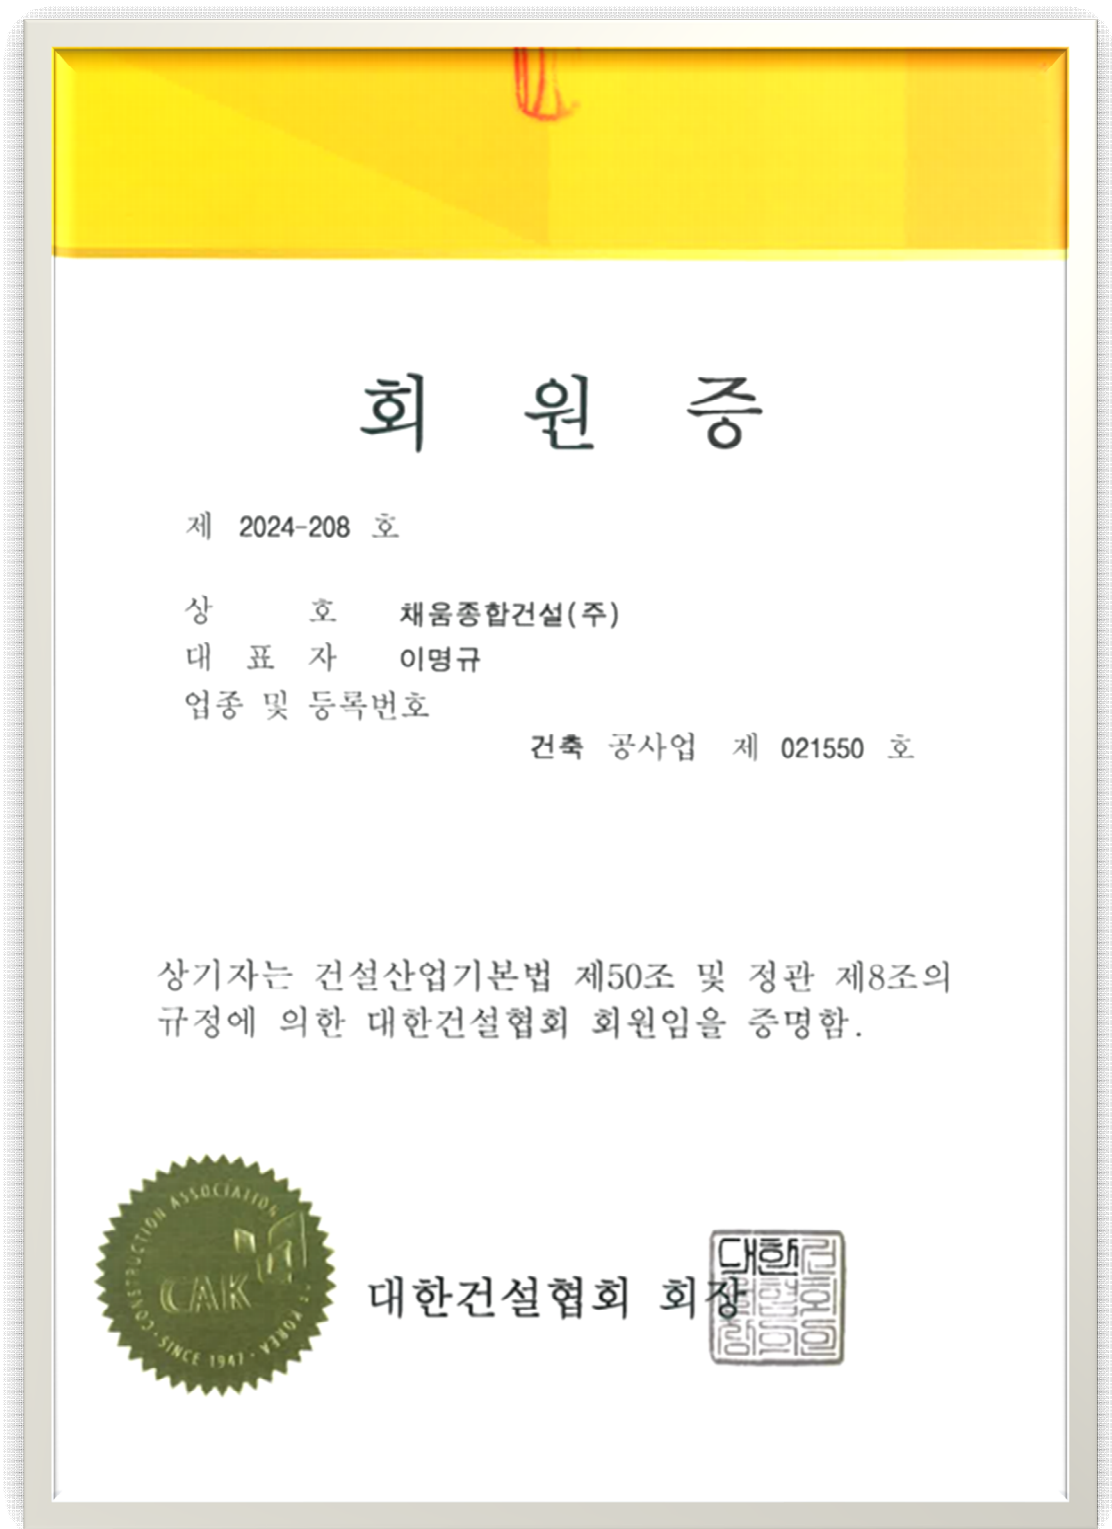 회 원 증
제 2024-208 호
상 호 채움종합건설(주)
대 표 자 이명규
업종 및 등록번호
건축 공사업 제 021550 호
상기자는 건설산업기본법 제50조 및 정관 제8조의
규정에 의한 대한건설협회 회원임을 증명함.
CONSTRUCTION ASSOCIATION
CAK
SINCE 1947
KOREA
대한건설협회 회장
대한건